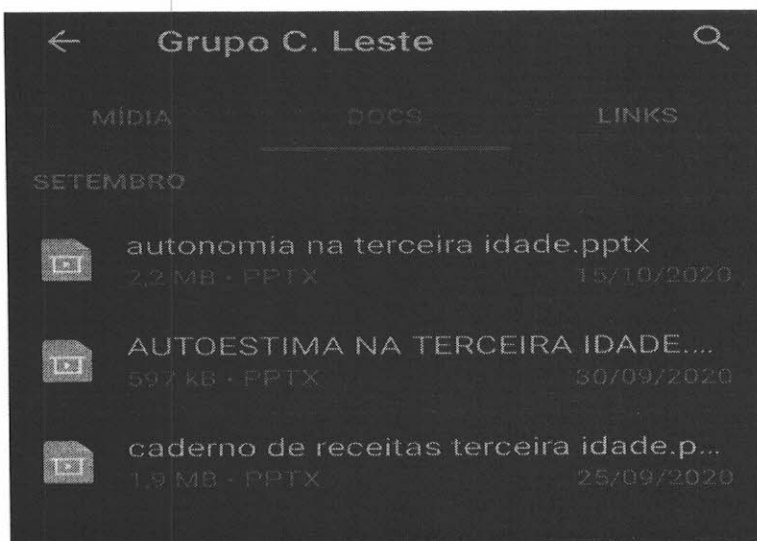 Grupo C. Leste
MÍDIA DOCS LINKS
SETEMBRO
autonomia na terceira idade.pptx
2,2 MB · PPTX 15/10/2020
AUTOESTIMA NA TERCEIRA IDADE....
597 kB · PPTX 30/09/2020
caderno de receitas terceira idade.p...
1,9 MB · PPTX 25/09/2020